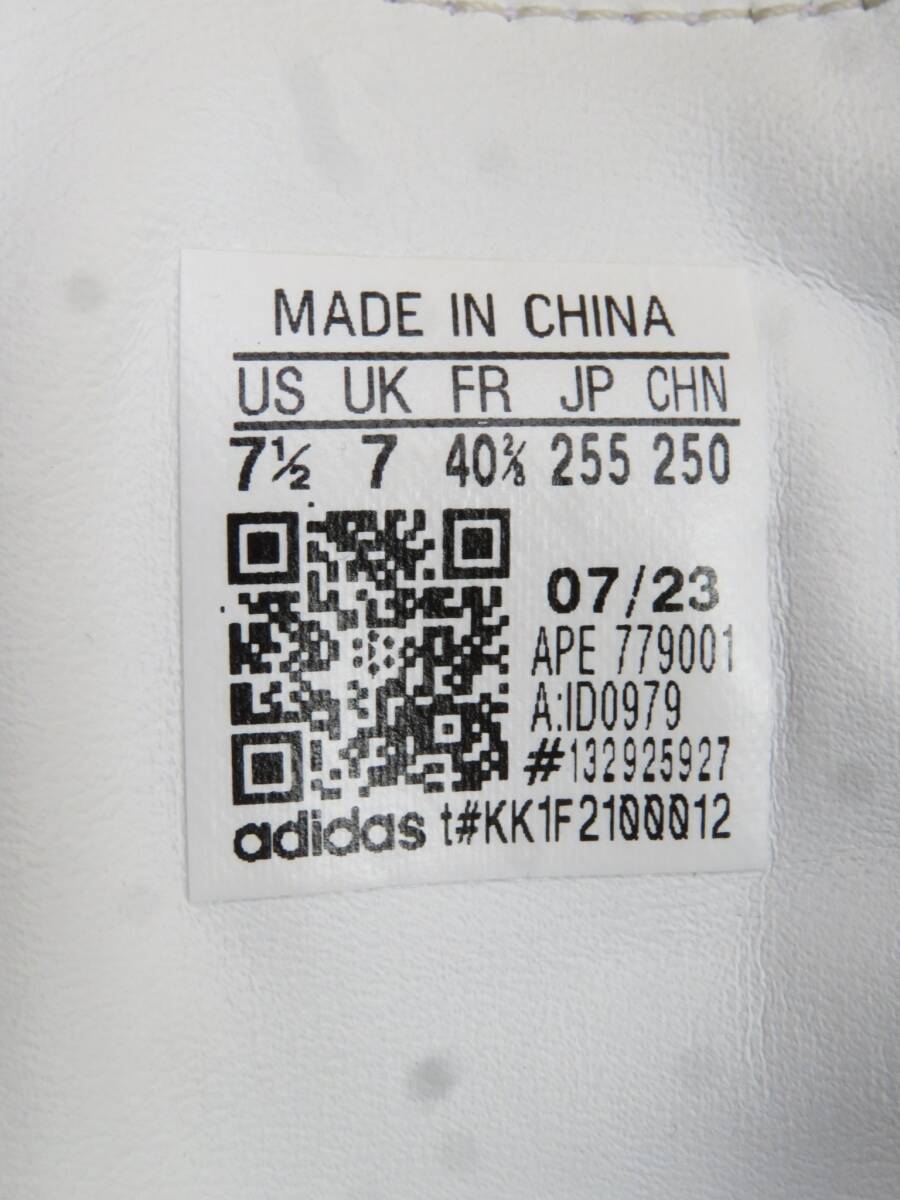 MADE IN CHINA
US UK FR JP CHN
7½ 7 40⅔ 255 250
07/23
APE 779001
A:ID0979
#132925927
adidas t#KK1F2100012